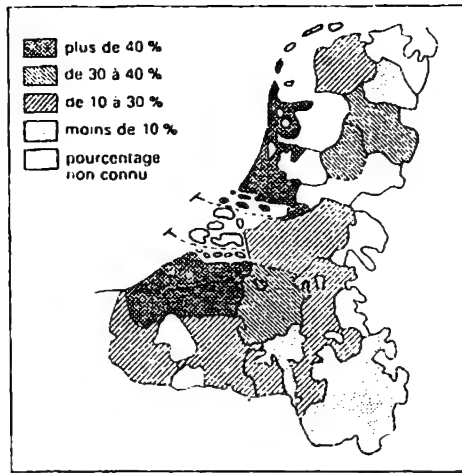 plus de 40 %
de 30 à 40 %
de 10 à 30 %
moins de 10 %
pourcentage
non connu